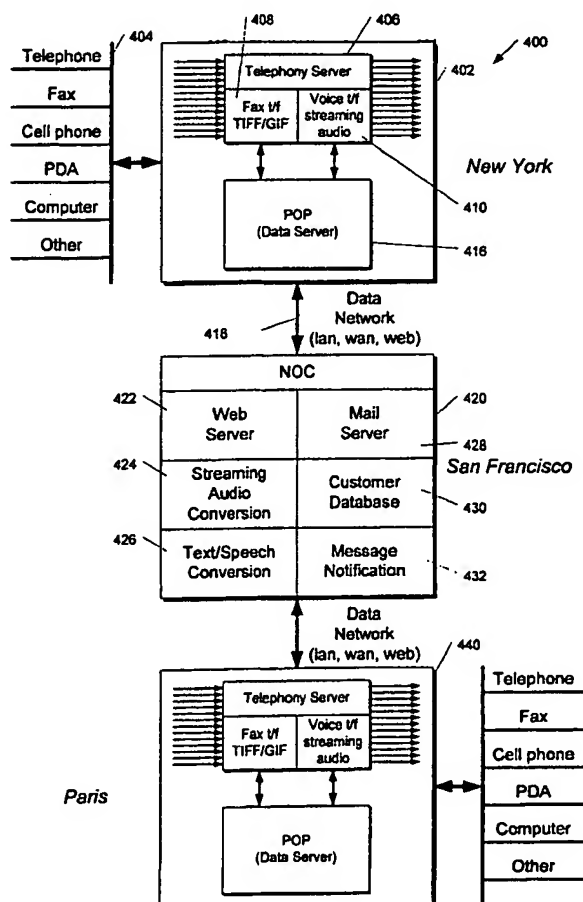 404
408
406
400
Telephone
Fax
Cell phone
PDA
Computer
Other
Telephony Server
Fax t/f
TIFF/GIF
Voice t/f
streaming
audio
402
New York
410
POP
(Data Server)
416
418
Data
Network
(lan, wan, web)
NOC
420
422
Web
Server
Mail
Server
428
San Francisco
424
Streaming
Audio
Conversion
Customer
Database
430
426
Text/Speech
Conversion
Message
Notification
432
Data
Network
(lan, wan, web)
440
Telephony Server
Fax t/f
TIFF/GIF
Voice t/f
streaming
audio
Paris
POP
(Data Server)
Telephone
Fax
Cell phone
PDA
Computer
Other